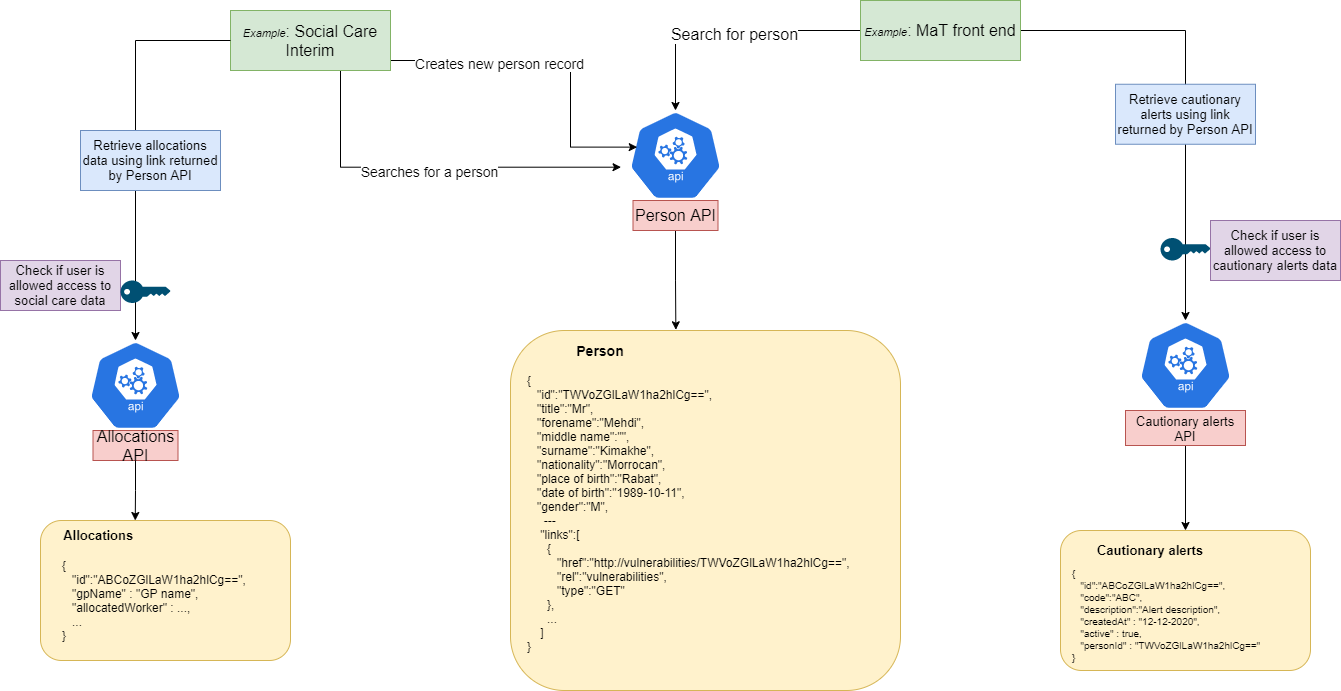 Example: Social Care
Interim
Example: MaT front end
Search for person
Creates new person record
Searches for a person
Retrieve allocations
data using link returned
by Person API
Retrieve cautionary
alerts using link
returned by Person API
api
Person API
Check if user is
allowed access to
social care data
Check if user is
allowed access to
cautionary alerts data
api
Allocations
API
api
Cautionary alerts
API
Person
{
"id":"TWVoZGlLaW1ha2hlCg==",
"title":"Mr",
"forename":"Mehdi",
"middle name":"",
"surname":"Kimakhe",
"nationality":"Morrocan",
"place of birth":"Rabat",
"date of birth":"1989-10-11",
"gender":"M",
---
"links":[
{
"href":"http://vulnerabilities/TWVoZGlLaW1ha2hlCg==",
"rel":"vulnerabilities",
"type":"GET"
},
...
]
}
Allocations
{
"id":"ABCoZGlLaW1ha2hlCg==",
"gpName" : "GP name",
"allocatedWorker" : ...,
...
}
Cautionary alerts
{
"id":"ABCoZGlLaW1ha2hlCg==",
"code":"ABC",
"description":"Alert description",
"createdAt" : "12-12-2020",
"active" : true,
"personId" : "TWVoZGlLaW1ha2hlCg=="
}